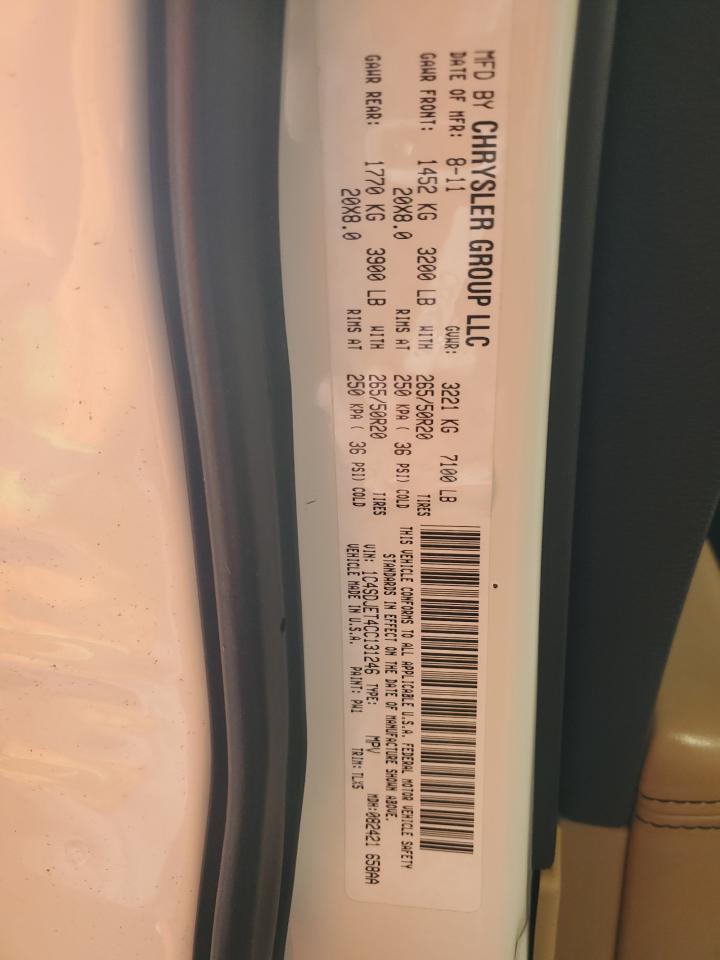 MFD BY CHRYSLER GROUP LLC
DATE OF MFR: 8-11 GVWR: 3221 KG 7100 LB
GAWR FRONT: 1452 KG 3200 LB WITH 265/50R20 TIRES
20X8.0 RIMS AT 250 KPA ( 36 PSI) COLD
GAWR REAR: 1770 KG 3900 LB WITH 265/50R20 TIRES
20X8.0 RIMS AT 250 KPA ( 36 PSI) COLD
THIS VEHICLE CONFORMS TO ALL APPLICABLE U.S.A. FEDERAL MOTOR VEHICLE SAFETY
STANDARDS IN EFFECT ON THE DATE OF MANUFACTURE SHOWN ABOVE.
VIN: 1C4SDJET4CC131246 TYPE: MPV MDH:082421 658AA
VEHICLE MADE IN U.S.A. PAINT: PW1 TRIM: TLX5